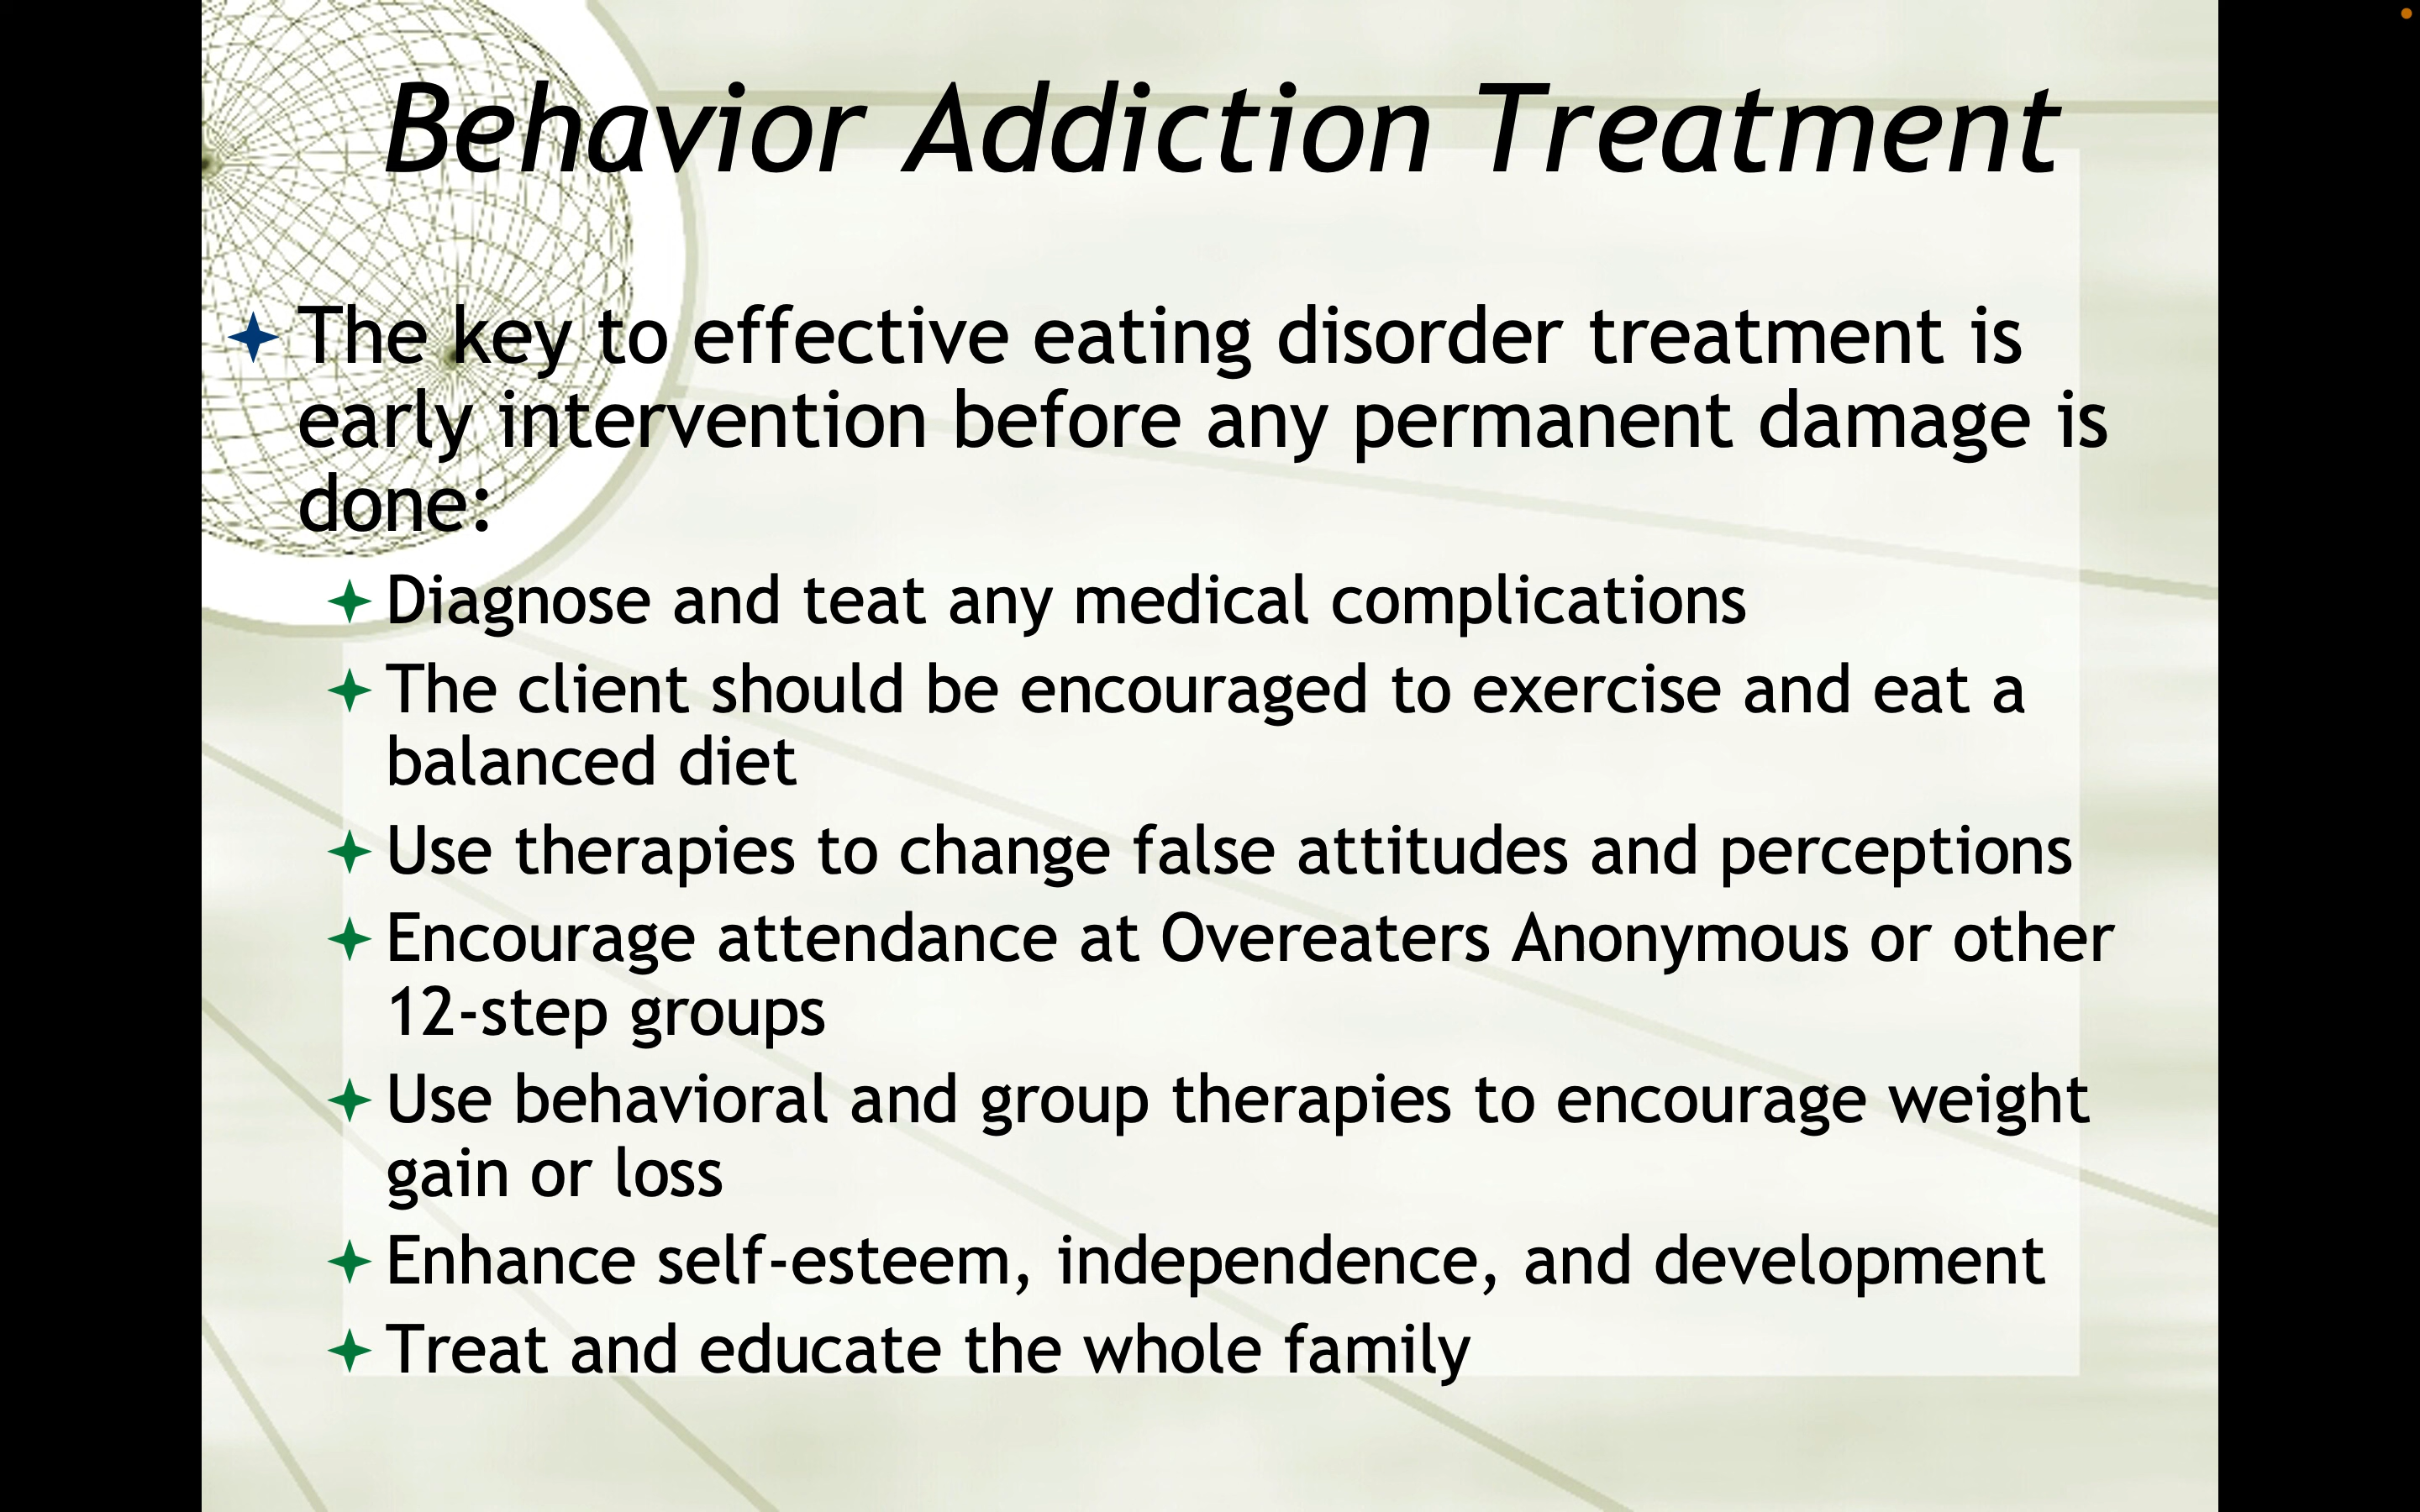 Behavior Addiction Treatment
The key to effective eating disorder treatment is
early intervention before any permanent damage is
done:
Diagnose and teat any medical complications
The client should be encouraged to exercise and eat a
balanced diet
Use therapies to change false attitudes and perceptions
Encourage attendance at Overeaters Anonymous or other
12-step groups
Use behavioral and group therapies to encourage weight
gain or loss
Enhance self-esteem, independence, and development
Treat and educate the whole family